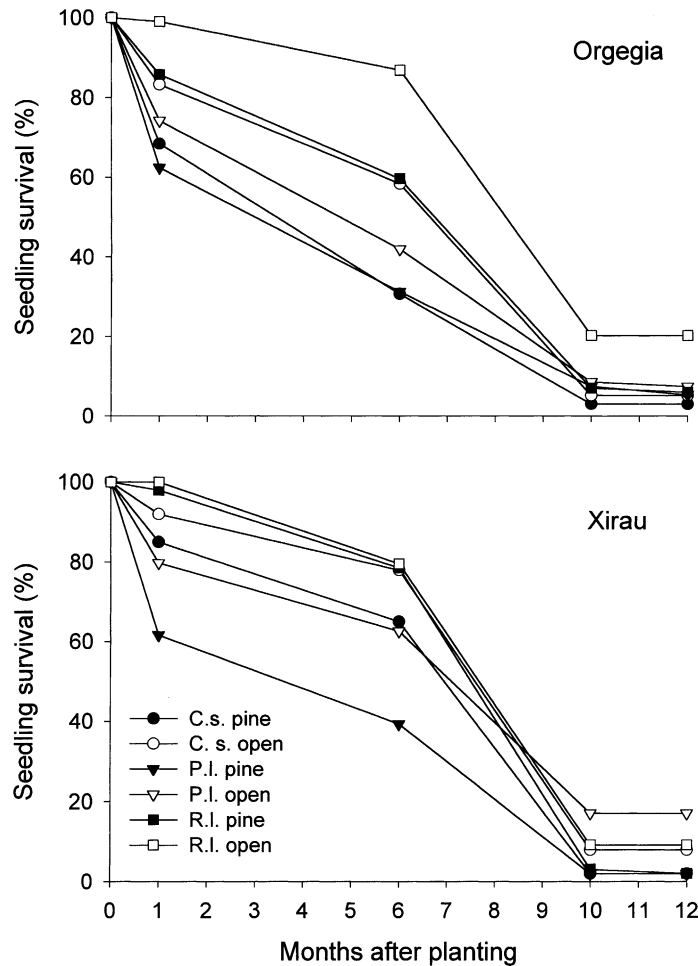 Orgegia
Seedling survival (%)
100
80
60
40
20
0
Xirau
Seedling survival (%)
100
80
60
40
20
0
C.s. pine
C. s. open
P.l. pine
P.l. open
R.l. pine
R.l. open
0 1 2 3 4 5 6 7 8 9 10 11 12
Months after planting